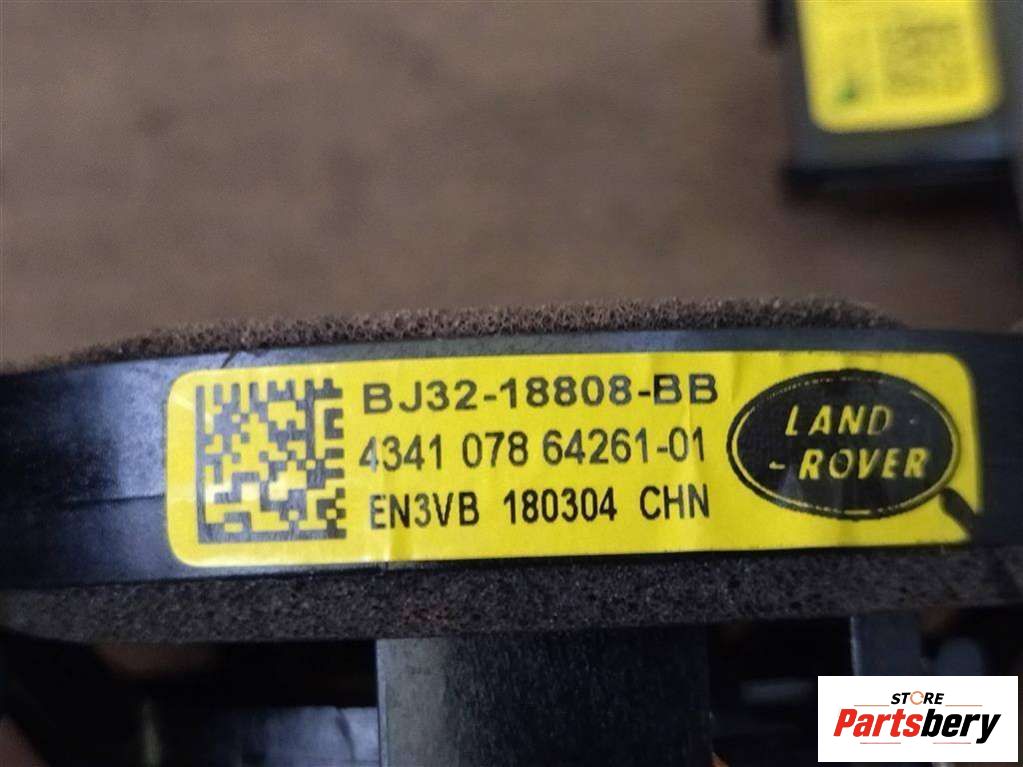 BJ32-18808-BB
4341 078 64261-01
EN3VB 180304 CHN
LAND
- ROVER
STORE
Partsbery